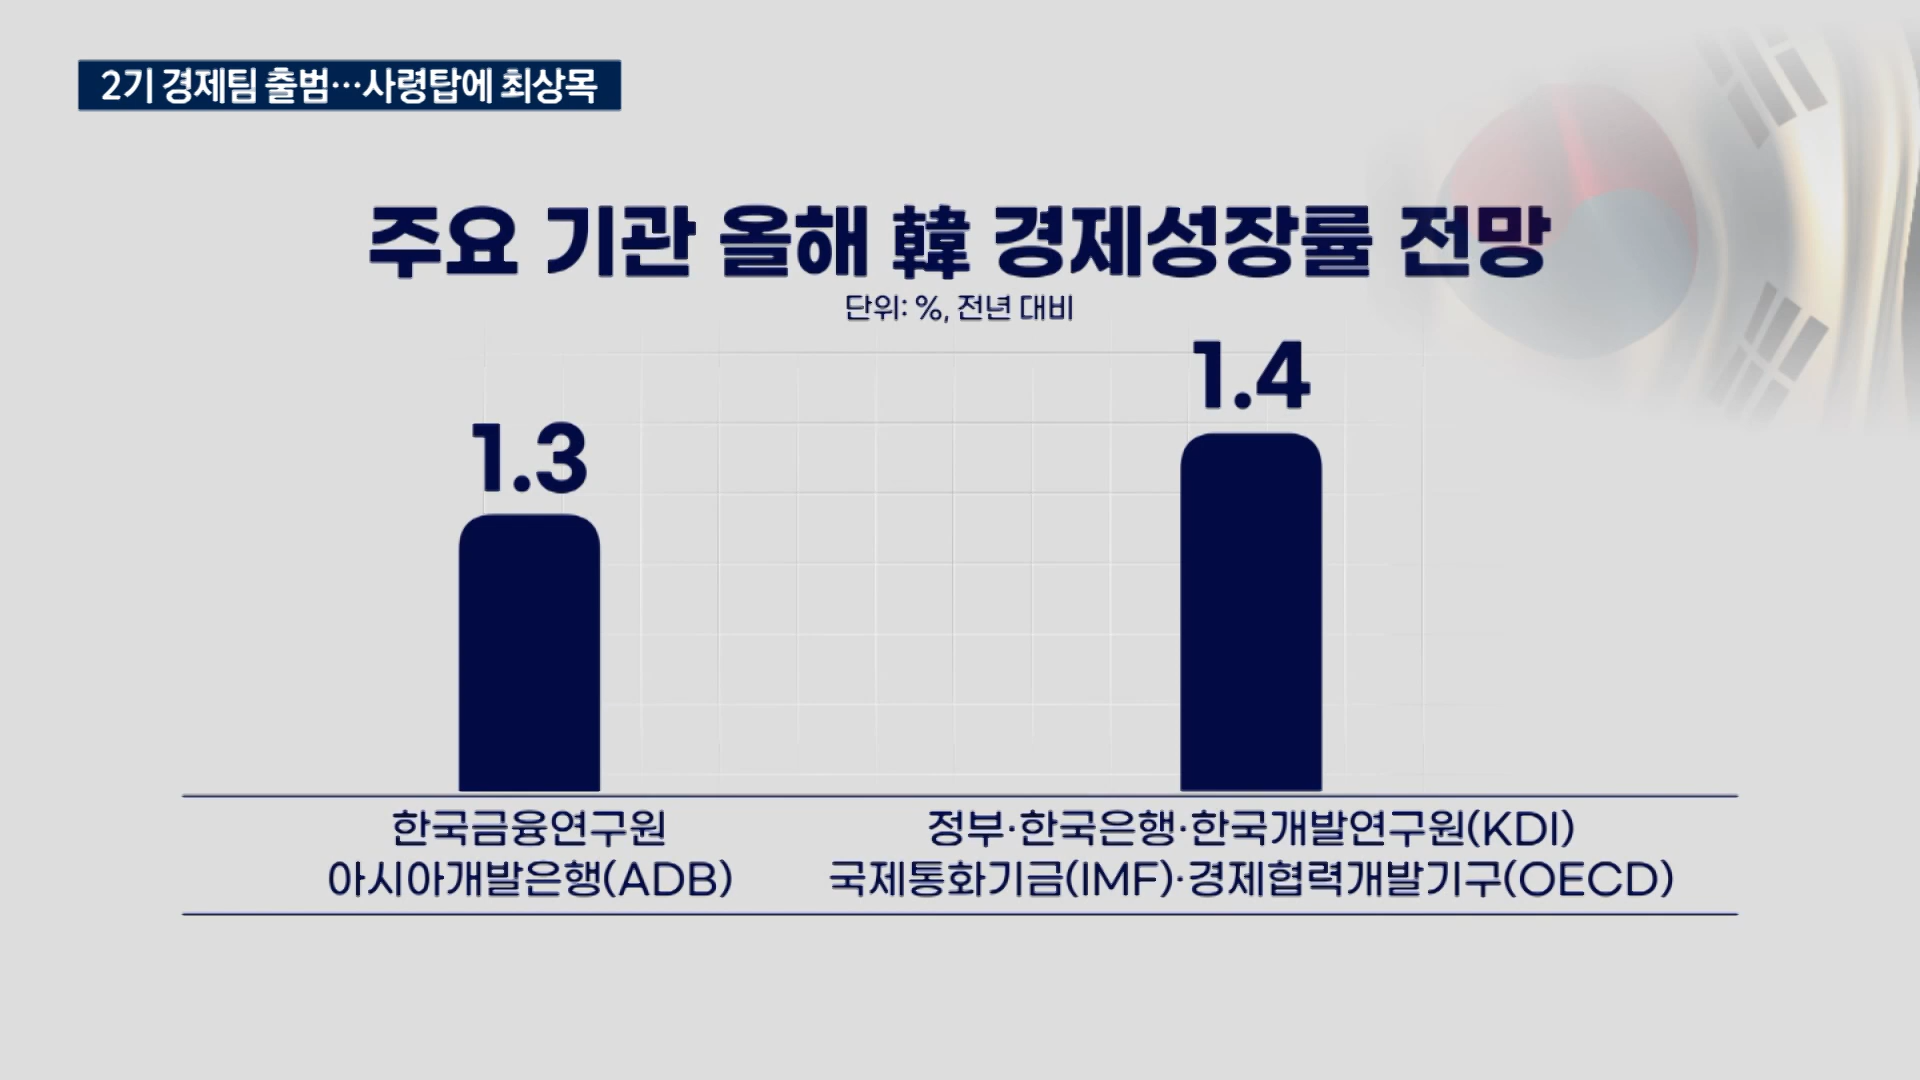 2기 경제팀 출범…사령탑에 최상목
주요 기관 올해 韓 경제성장률 전망
단위: %, 전년 대비
1.3
1.4
한국금융연구원
아시아개발은행(ADB)
정부·한국은행·한국개발연구원(KDI)
국제통화기금(IMF)·경제협력개발기구(OECD)